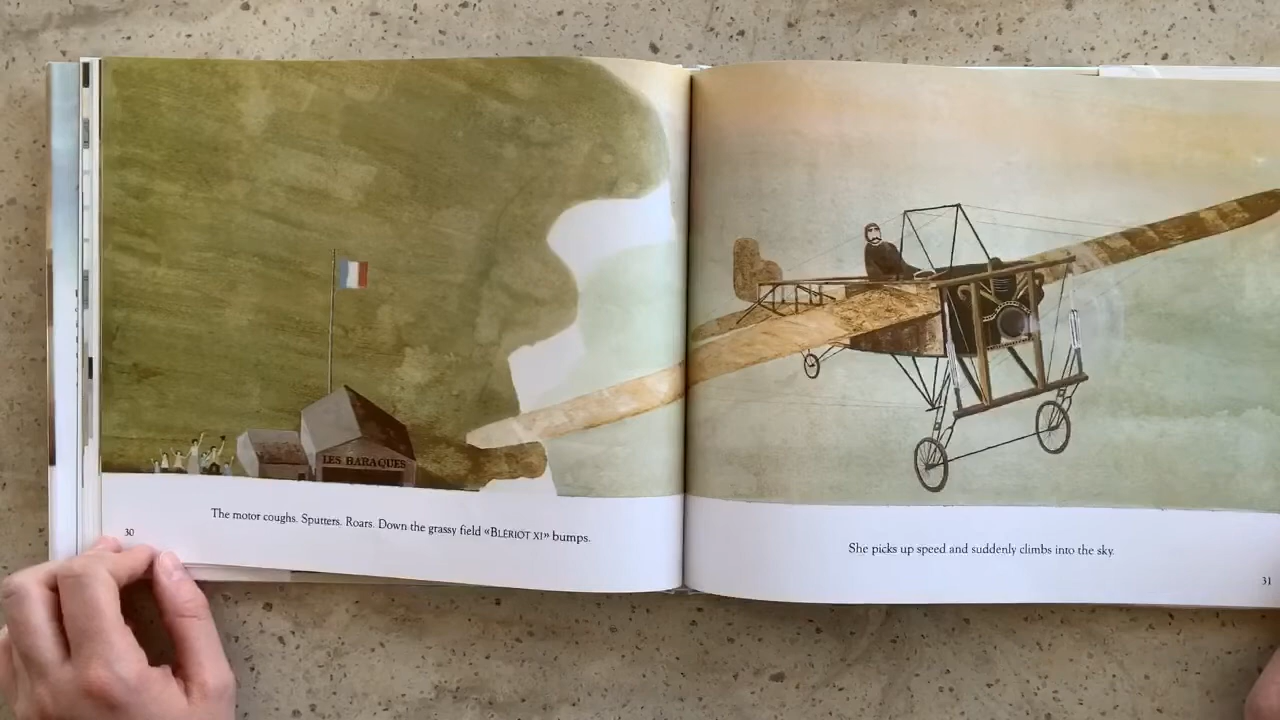 LES BARAQUES
The motor coughs. Sputters. Roars. Down the grassy field «BLÉRIOT XI» bumps.
30
She picks up speed and suddenly climbs into the sky.
31